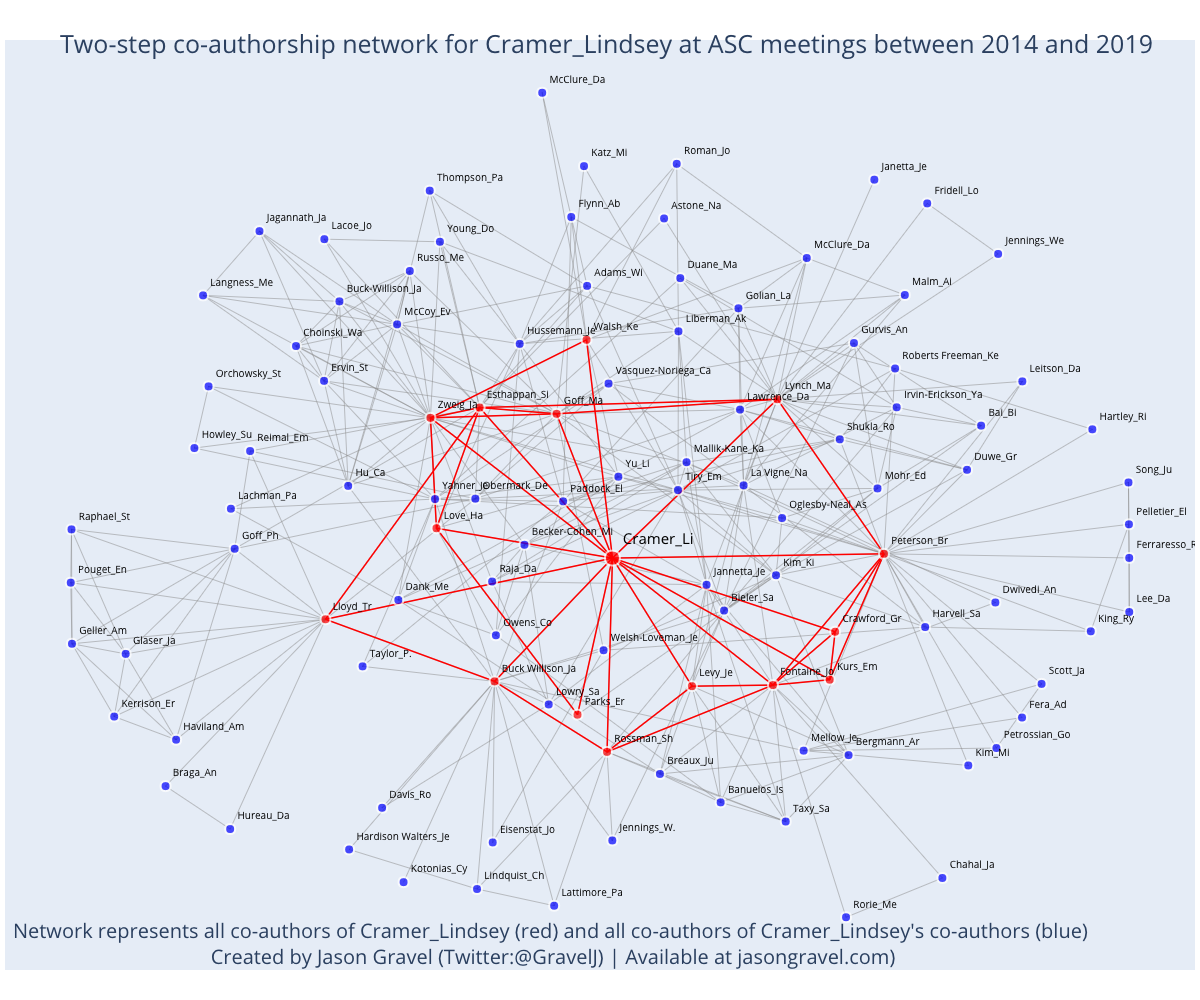 Two-step co-authorship network for Cramer_Lindsey at ASC meetings between 2014 and 2019
McClure_Da
Katz_Mi
Roman_Jo
Janetta_Je
Thompson_Pa
Fridell_Lo
Flynn_Ab
Astone_Na
Jagannath_Ja
Lacoe_Jo
Young_Do
McClure_Da
Jennings_We
Russo_Me
Adams_Wi
Duane_Ma
Langness_Me
Buck-Willison_Ja
Malm_Al
Golian_La
McCoy_Ev
Liberman_Ak
Choinski_Wa
Hussemann_Je
Walsh_Ke
Gurvis_An
Roberts Freeman_Ke
Ervin_St
Vasquez-Noriega_Ca
Leitson_Da
Orchowsky_St
Lynch_Ma
Esthappan_Si
Goff_Ma
Lawrence_Da
Irvin-Erickson_Ya
Zweig_Ja
Bai_Bi
Hartley_Ri
Shukla_Ro
Howley_Su
Reimal_Em
Mallik-Kane_Ka
Duwe_Gr
Yu_Li
La Vigne_Na
Song_Ju
Hu_Ca
Tiry_Em
Mohr_Ed
Yahner_Je
Obermark_De
Paddock_El
Lachman_Pa
Oglesby-Neal_As
Pelletier_El
Raphael_St
Love_Ha
Goff_Ph
Becker-Cohen_Mi
Cramer_Li
Peterson_Br
Ferraresso_R
Pouget_En
Raja_Da
Jannetta_Je
Kim_Ki
Dank_Me
Dwivedi_An
Lloyd_Tr
Bieler_Sa
Lee_Da
Crawford_Gr
Harvell_Sa
King_Ry
Geller_Am
Glaser_Ja
Owens_Co
Welsh-Loveman_Je
Taylor_P.
Buck Willison_Ja
Levy_Je
Fontaine_Jo
Kurs_Em
Scott_Ja
Lowry_Sa
Parks_Er
Kerrison_Er
Fera_Ad
Haviland_Am
Rossman_Sh
Mellow_Je
Bergmann_Ar
Petrossian_Go
Kim_Mi
Breaux_Ju
Braga_An
Davis_Ro
Banuelos_Is
Hureau_Da
Taxy_Sa
Hardison Walters_Je
Eisenstat_Jo
Jennings_W.
Kotonias_Cy
Lindquist_Ch
Chahal_Ja
Lattimore_Pa
Rorie_Me
Network represents all co-authors of Cramer_Lindsey (red) and all co-authors of Cramer_Lindsey's co-authors (blue)
Created by Jason Gravel (Twitter:@GravelJ) | Available at jasongravel.com)